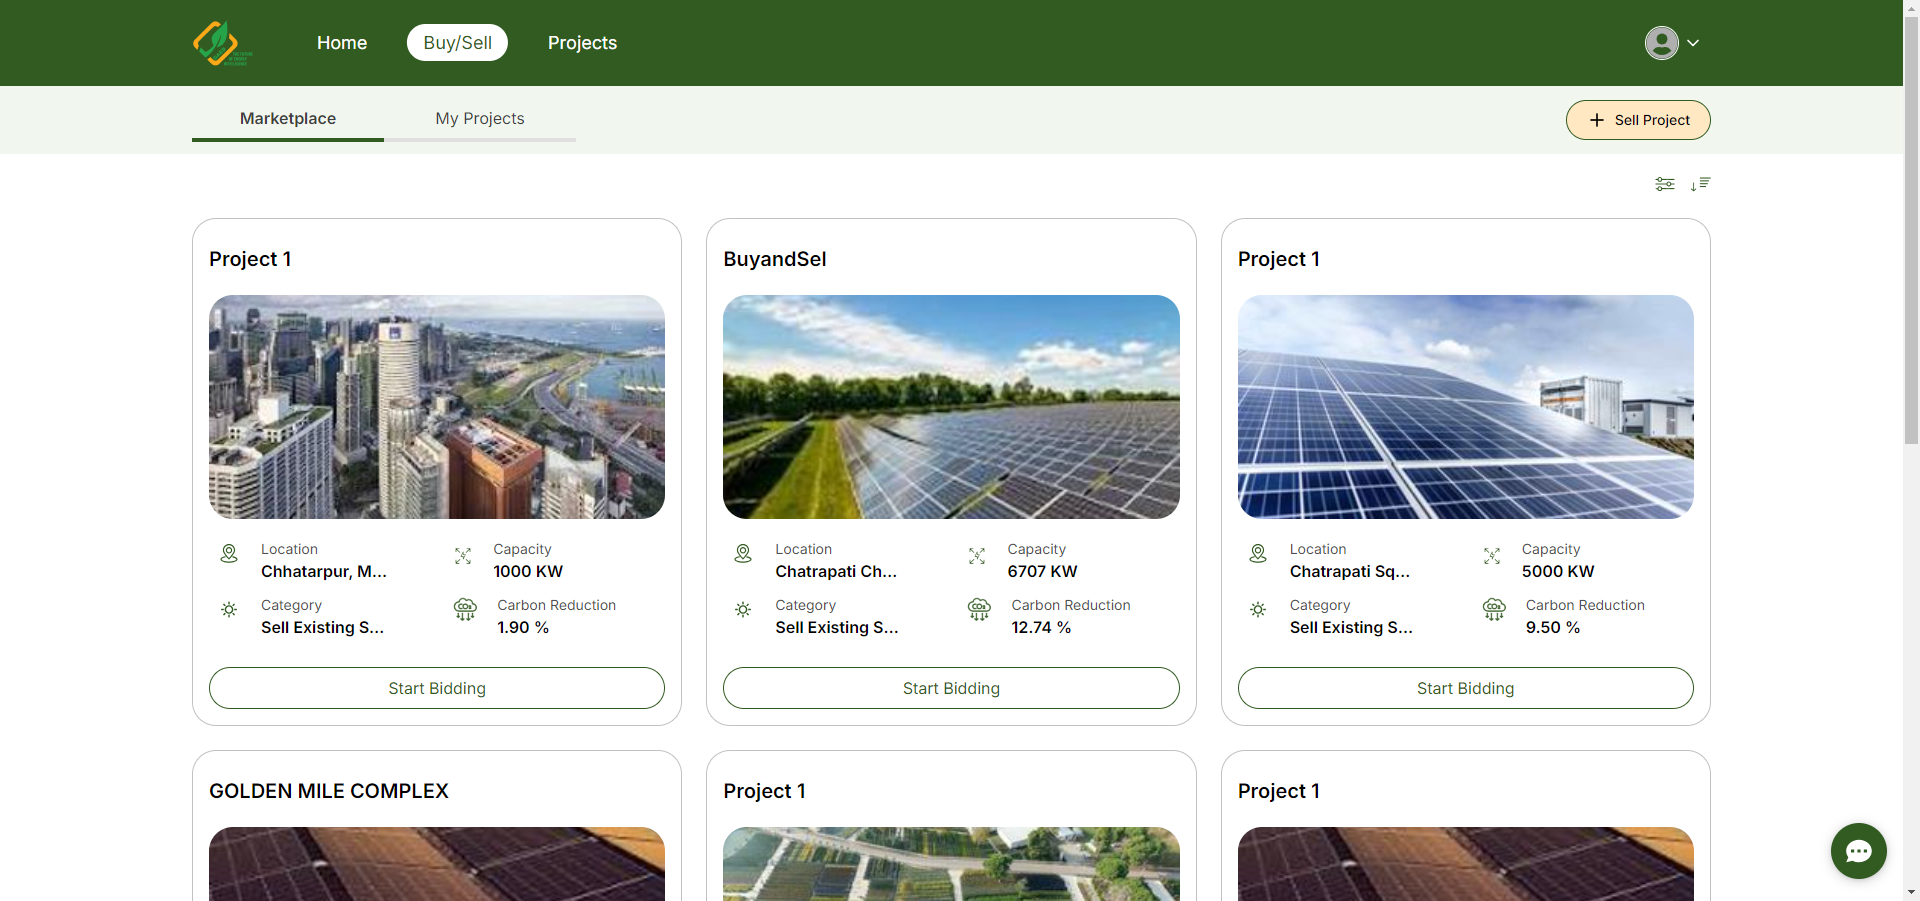 Home
Buy/Sell
Projects
Marketplace
My Projects
Sell Project
Project 1
BuyandSel
Project 1
Location
Chhatarpur, M...
Capacity
1000 KW
Category
Sell Existing S...
Carbon Reduction
1.90 %
Location
Chatrapati Ch...
Capacity
6707 KW
Category
Sell Existing S...
Carbon Reduction
12.74 %
Location
Chatrapati Sq...
Capacity
5000 KW
Category
Sell Existing S...
Carbon Reduction
9.50 %
Start Bidding
Start Bidding
Start Bidding
GOLDEN MILE COMPLEX
Project 1
Project 1